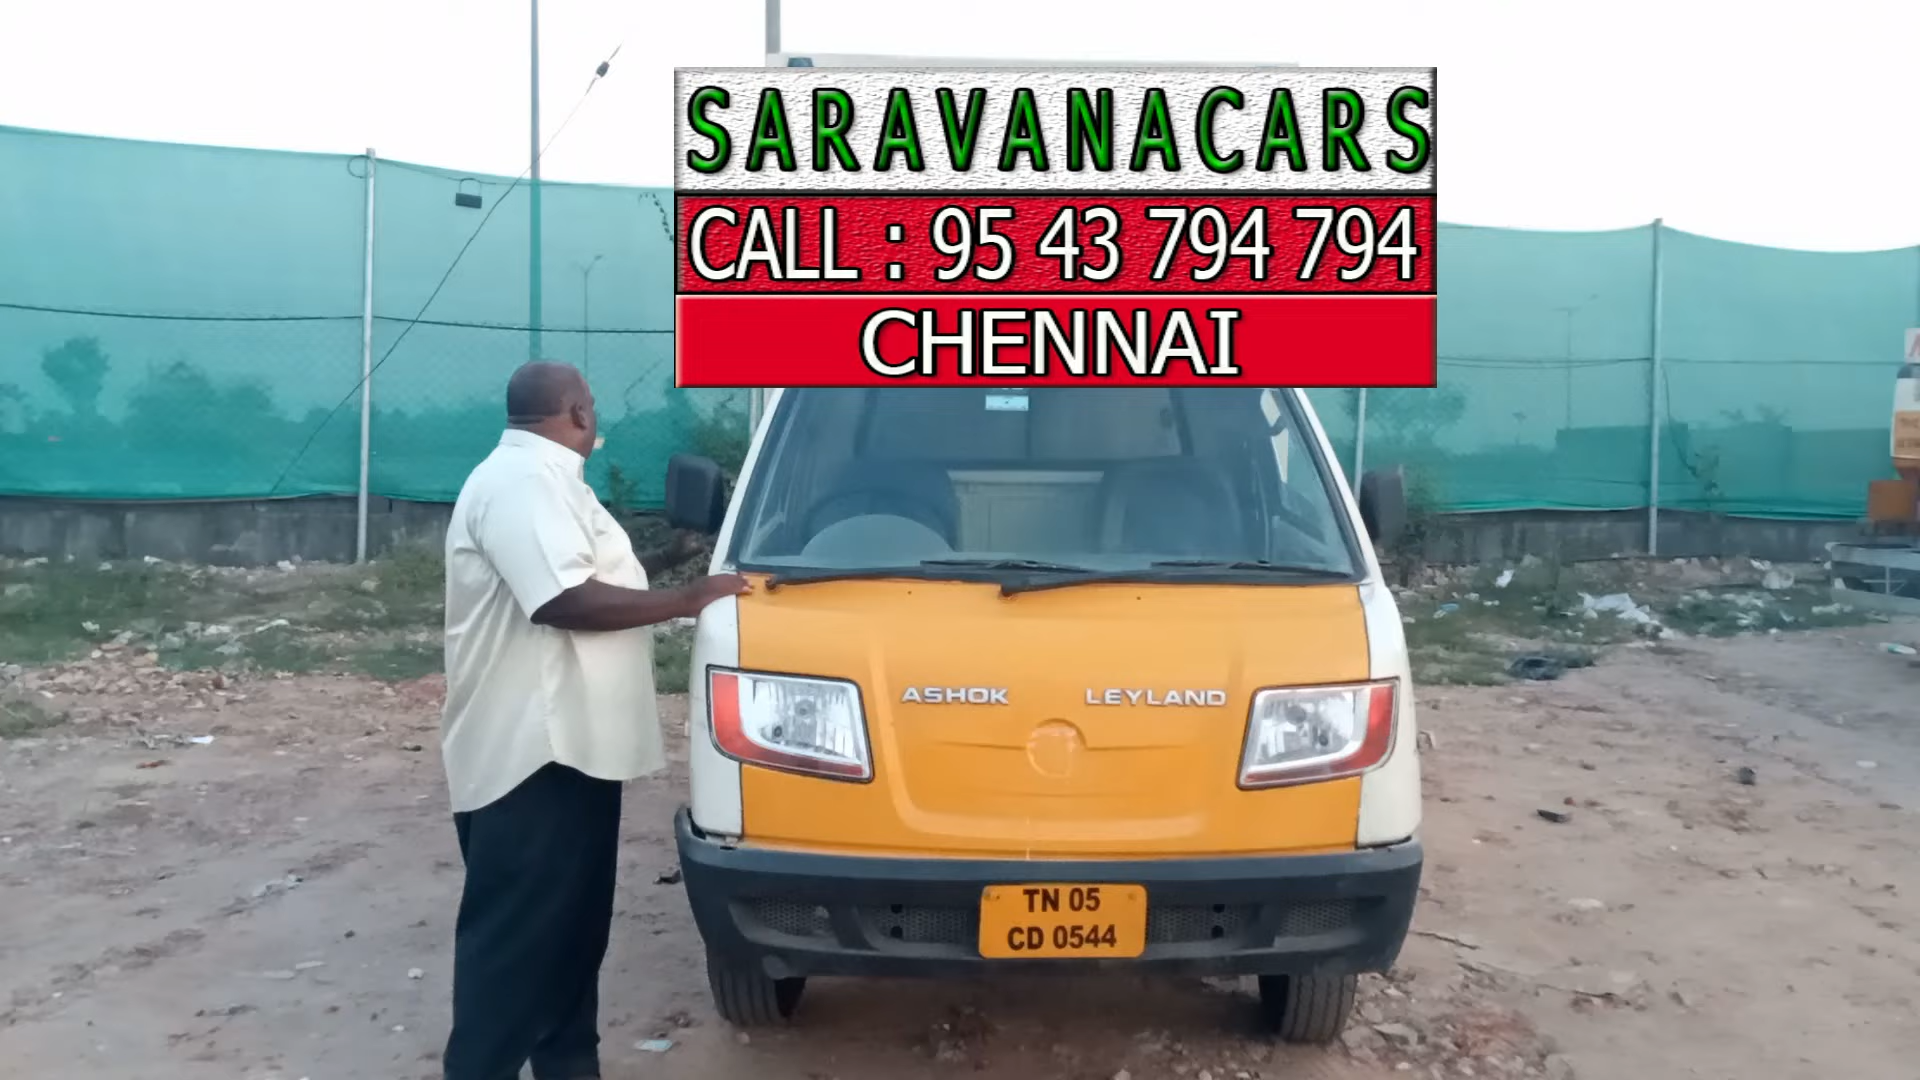 SARAVANACARS
CALL : 95 43 794 794
CHENNAI
ASHOK LEYLAND
TN 05
CD 0544